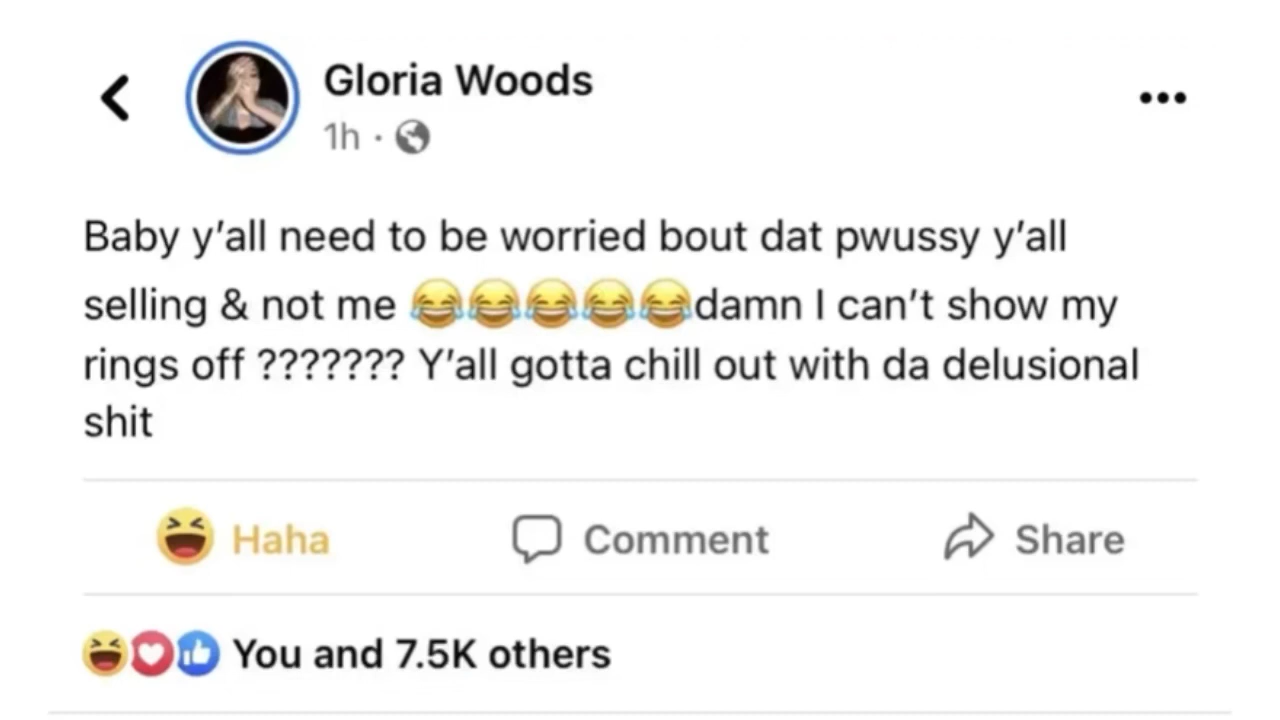 Gloria Woods
1h ·
Baby y'all need to be worried bout dat pwussy y'all
selling & not me 😂😂😂😂😂damn I can't show my
rings off ??????? Y'all gotta chill out with da delusional
shit
Haha Comment Share
You and 7.5K others